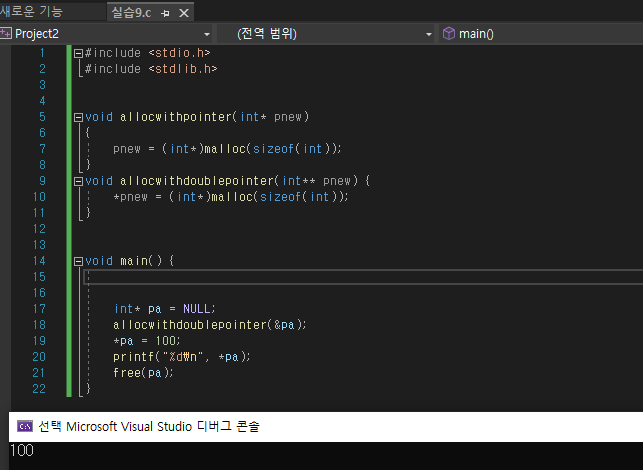 새로운 기능
실습9.c
Project2
(전역 범위)
main()
1 #include <stdio.h>
2 #include <stdlib.h>
3
4
5 void allocwithpointer(int* pnew)
6 {
7 pnew = (int*)malloc(sizeof(int));
8 }
9 void allocwithdoublepointer(int** pnew) {
10 *pnew = (int*)malloc(sizeof(int));
11 }
12
13
14 void main() {
15
16
17 int* pa = NULL;
18 allocwithdoublepointer(&pa);
19 *pa = 100;
20 printf("%d₩n", *pa);
21 free(pa);
22 }
C:\ 선택 Microsoft Visual Studio 디버그 콘솔
100